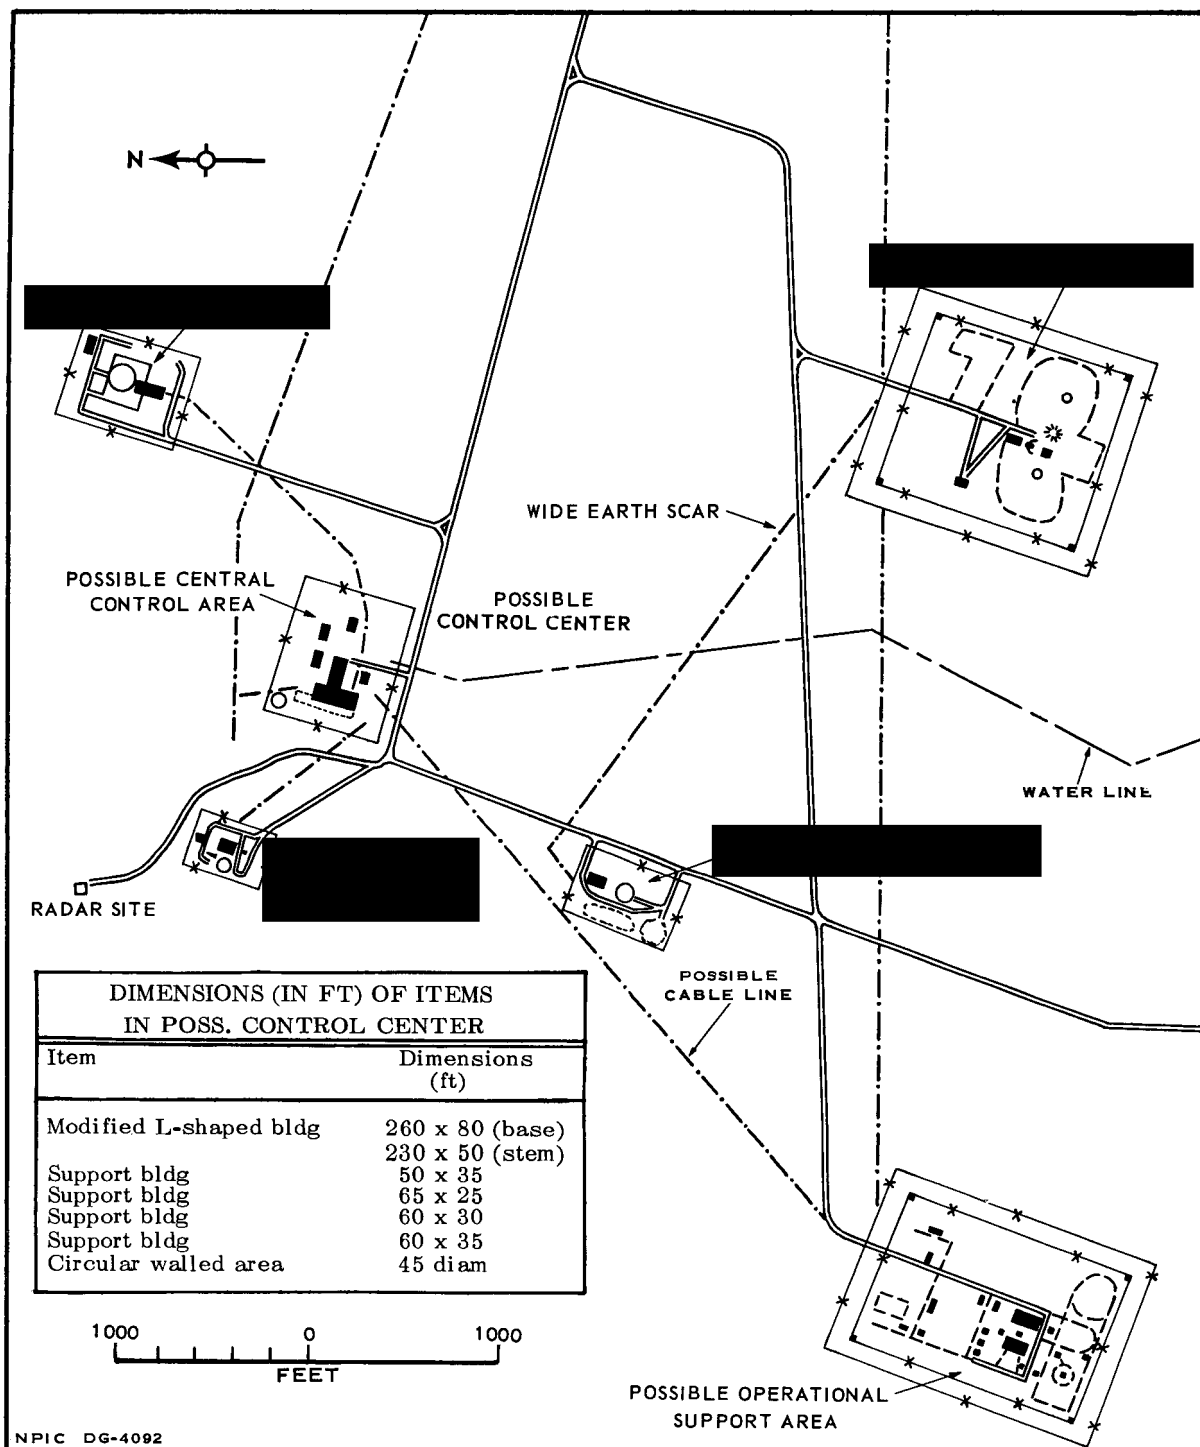 N
WIDE EARTH SCAR
POSSIBLE CENTRAL
CONTROL AREA
POSSIBLE
CONTROL CENTER
WATER LINE
RADAR SITE
POSSIBLE
CABLE LINE
DIMENSIONS (IN FT) OF ITEMS
IN POSS. CONTROL CENTER
Item Dimensions
(ft)
Modified L-shaped bldg 260 x 80 (base)
230 x 50 (stem)
Support bldg 50 x 35
Support bldg 65 x 25
Support bldg 60 x 30
Support bldg 60 x 35
Circular walled area 45 diam
1000 0 1000
FEET
POSSIBLE OPERATIONAL
SUPPORT AREA
NPIC DG-4092